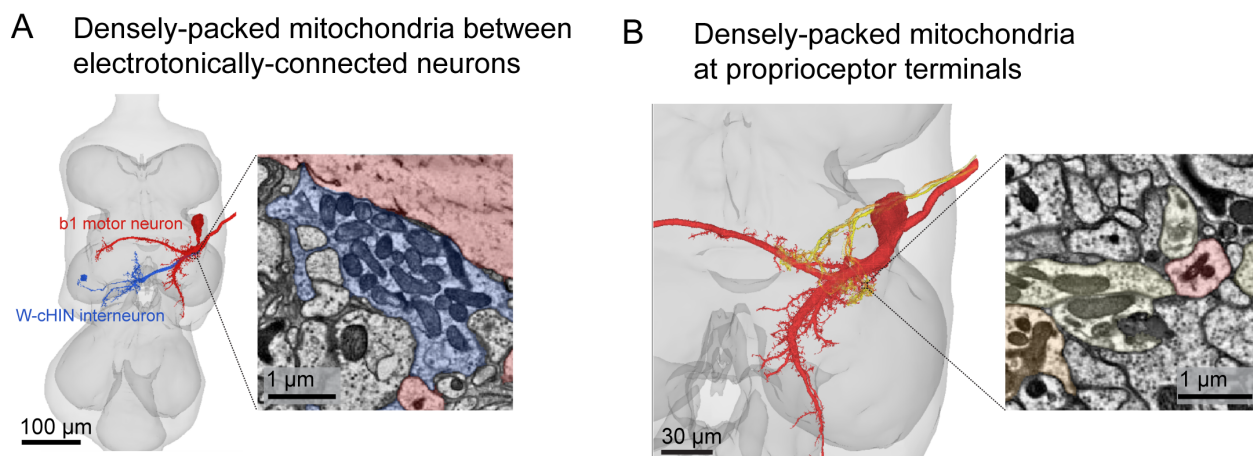 A
Densely-packed mitochondria between
electrotonically-connected neurons
b1 motor neuron
W-cHIN interneuron
1 µm
100 µm
B
Densely-packed mitochondria
at proprioceptor terminals
30 µm
1 µm